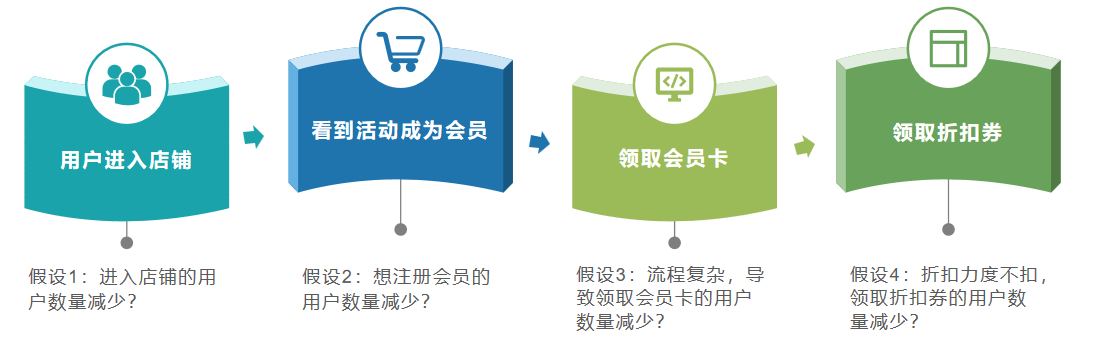 用户进入店铺
看到活动成为会员
领取会员卡
领取折扣券
假设1：进入店铺的用
户数量减少？
假设2：想注册会员的
用户数量减少？
假设3：流程复杂，导
致领取会员卡的用户
数量减少？
假设4：折扣力度不扣，
领取折扣券的用户数
量减少？